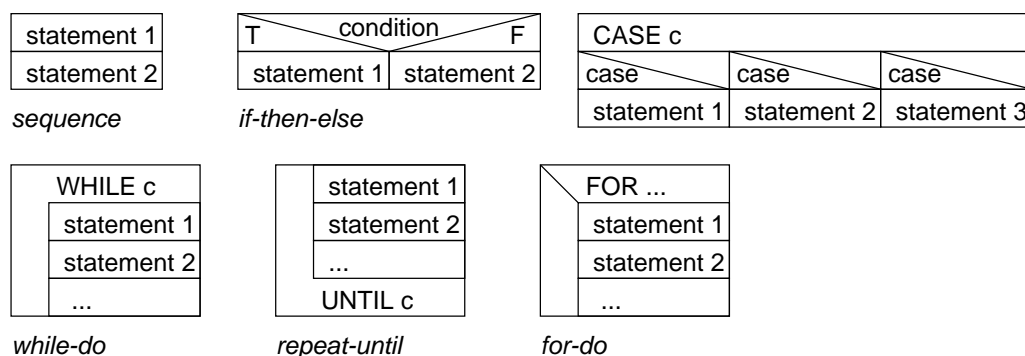 statement 1
statement 2
sequence
T condition F
statement 1 statement 2
if-then-else
CASE c
case case case
statement 1 statement 2 statement 3
WHILE c
statement 1
statement 2
...
while-do
statement 1
statement 2
...
UNTIL c
repeat-until
FOR ...
statement 1
statement 2
...
for-do